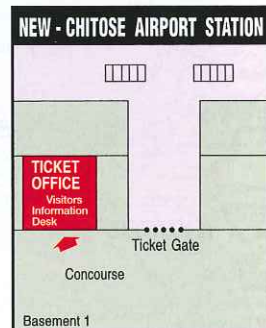 NEW - CHITOSE AIRPORT STATION
TICKET
OFFICE
Visitors
Information
Desk
Ticket Gate
Concourse
Basement 1